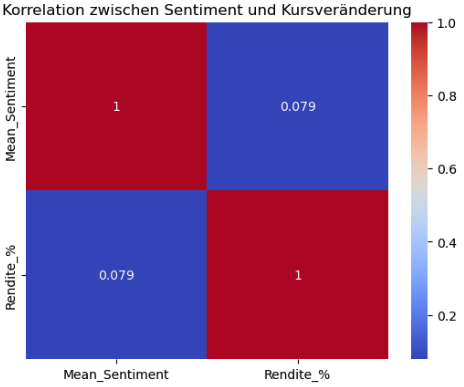 Korrelation zwischen Sentiment und Kursveränderung
Mean_Sentiment
1
0.079
Rendite_%
0.079
1
Mean_Sentiment
Rendite_%
1.0
0.8
0.6
0.4
0.2